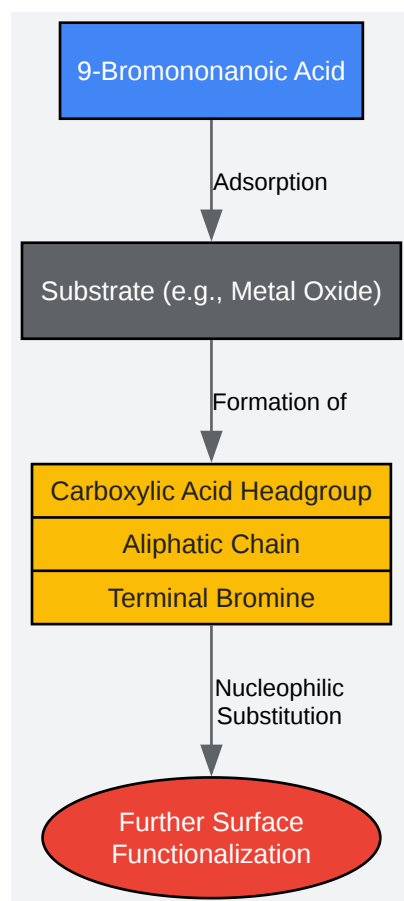 9-Bromononanoic Acid
Adsorption
Substrate (e.g., Metal Oxide)
Formation of
Carboxylic Acid Headgroup
Aliphatic Chain
Terminal Bromine
Nucleophilic
Substitution
Further Surface
Functionalization